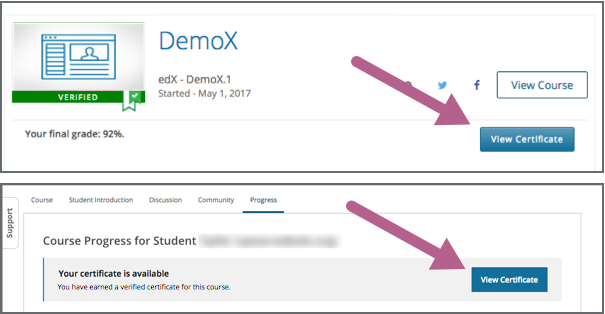 DemoX
edX - DemoX.1
Started - May 1, 2017
View Course
VERIFIED
Your final grade: 92%.
View Certificate
Course Student Introduction Discussion Community Progress
Support
Course Progress for Student
Your certificate is available
You have earned a verified certificate for this course.
View Certificate